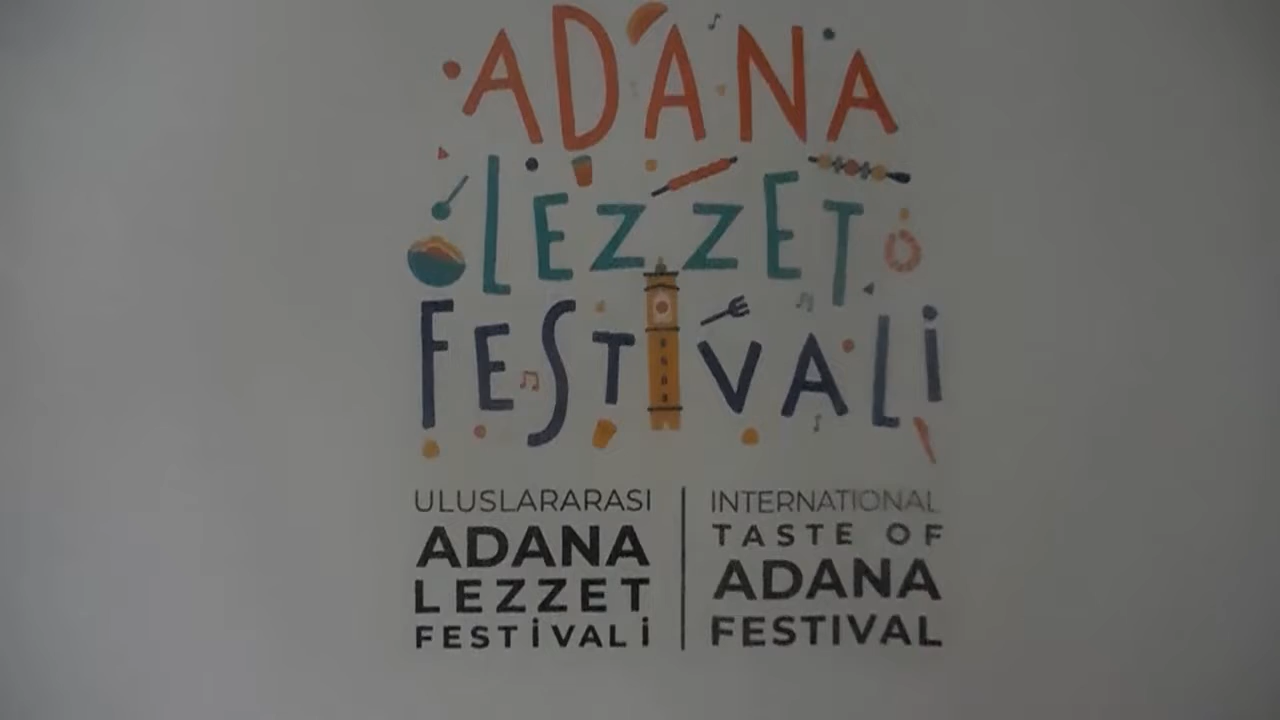 ADANA
LEZZET
FESTİVALİ
ULUSLARARASI
ADANA
LEZZET
FESTİVALİ
INTERNATIONAL
TASTE OF
ADANA
FESTIVAL